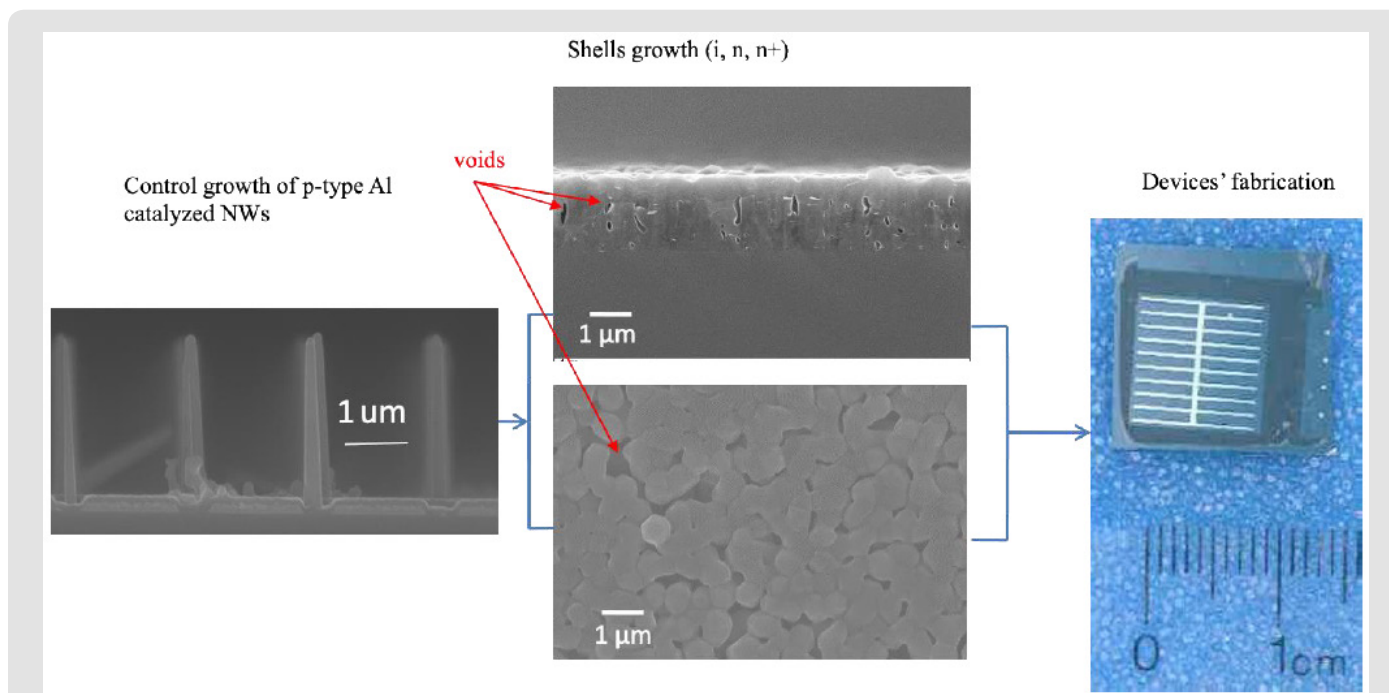 Shells growth (i, n, n+)
voids
Control growth of p-type Al
catalyzed NWs
Devices’ fabrication
1 µm
1 um
1 µm
0 1cm